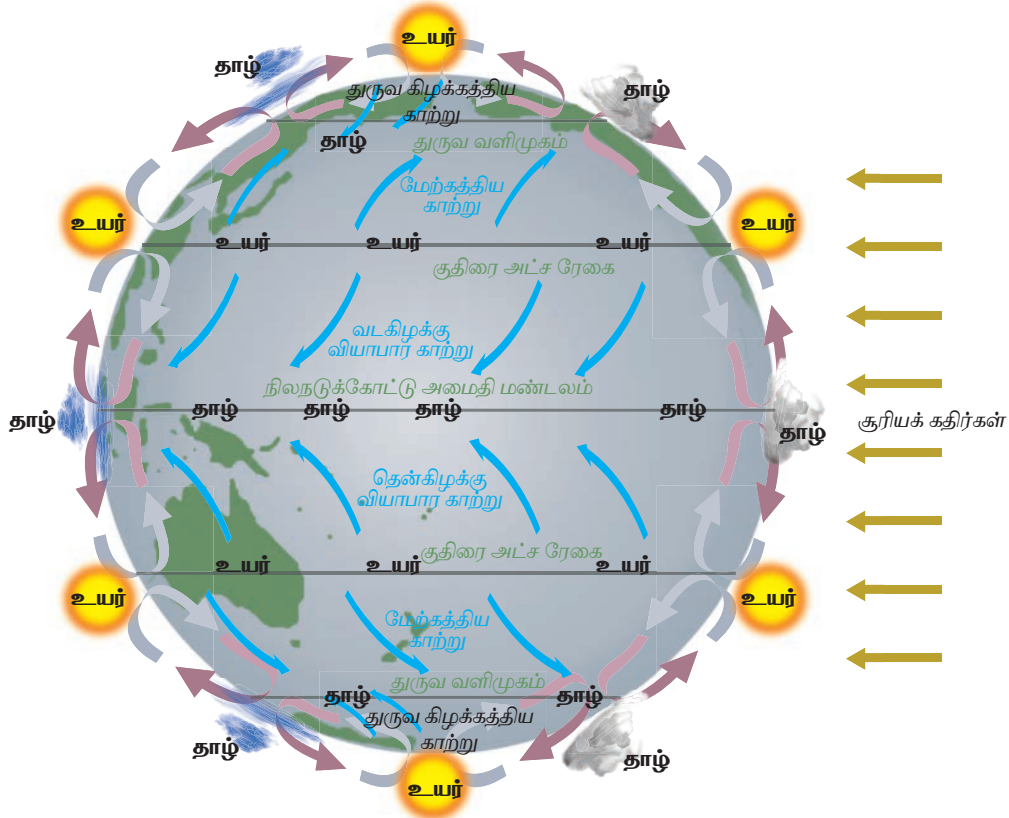 உயர்
தாழ்
தாழ்
துருவ கிழக்கத்திய
காற்று
தாழ்
துருவ வளிமுகம்
மேற்கத்திய
காற்று
உயர்
உயர்
உயர்
உயர்
உயர்
குதிரை அட்ச ரேகை
வடகிழக்கு
வியாபார காற்று
நிலநடுக்கோட்டு அமைதி மண்டலம்
தாழ்
தாழ்
தாழ்
தாழ்
தாழ்
தாழ்
சூரியக் கதிர்கள்
தென்கிழக்கு
வியாபார காற்று
குதிரை அட்ச ரேகை
உயர்
உயர்
உயர்
உயர்
உயர்
மேற்கத்திய
காற்று
துருவ வளிமுகம்
தாழ்
தாழ்
துருவ கிழக்கத்திய
காற்று
தாழ்
தாழ்
உயர்